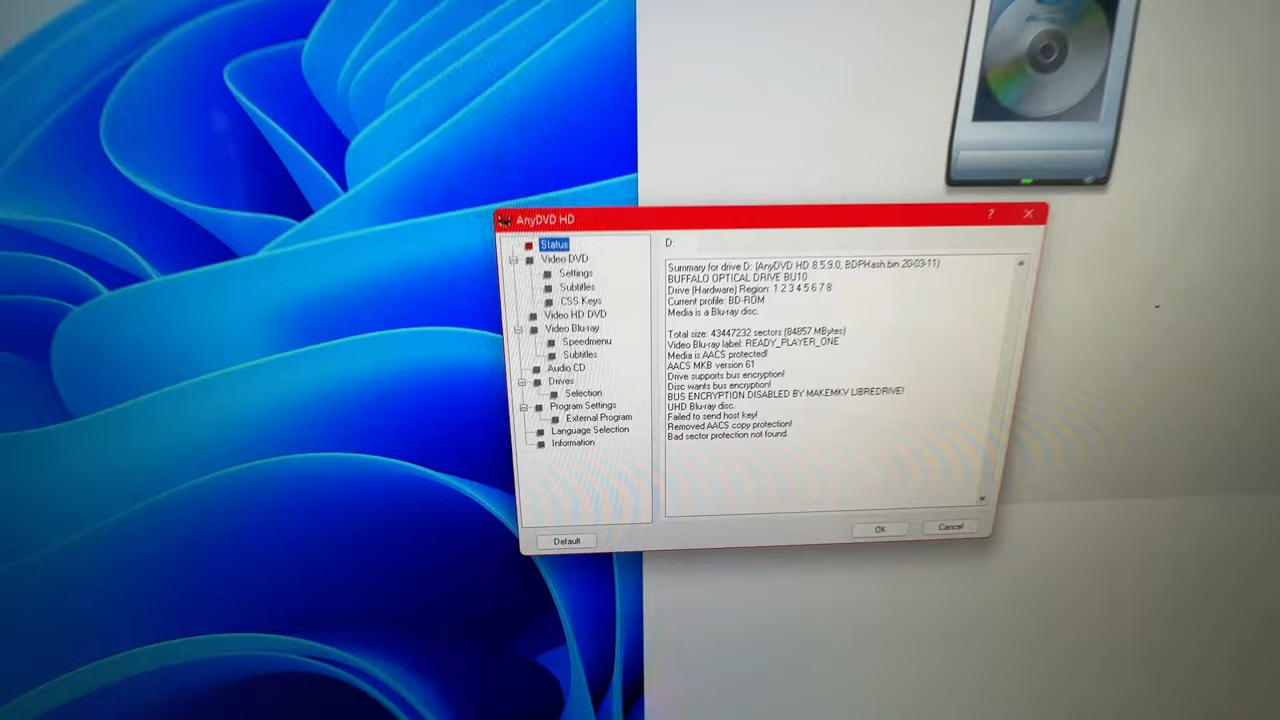 AnyDVD HD
?
Status
Video DVD
Settings
Subtitles
CSS Keys
Video HD DVD
Video Blu-ray
Speedmenu
Subtitles
Audio CD
Drives
Selection
Program Settings
External Program
Language Selection
Information
D:
Summary for drive D: (AnyDVD HD 8.5.9.0, BDPHash.bin 20-03-11)
BUFFALO OPTICAL DRIVE BU10
Drive (Hardware) Region: 1 2 3 4 5 6 7 8
Current profile: BD-ROM
Media is a Blu-ray disc.
Total size: 43447232 sectors (84857 MBytes)
Video Blu-ray label: READY_PLAYER_ONE
Media is AACS protected!
AACS MKB version 61
Drive supports bus encryption!
Disc wants bus encryption!
BUS ENCRYPTION DISABLED BY MAKEMKV LIBREDRIVE!
UHD Blu-ray disc.
Failed to send host key!
Removed AACS copy protection!
Bad sector protection not found.
Default
OK
Cancel